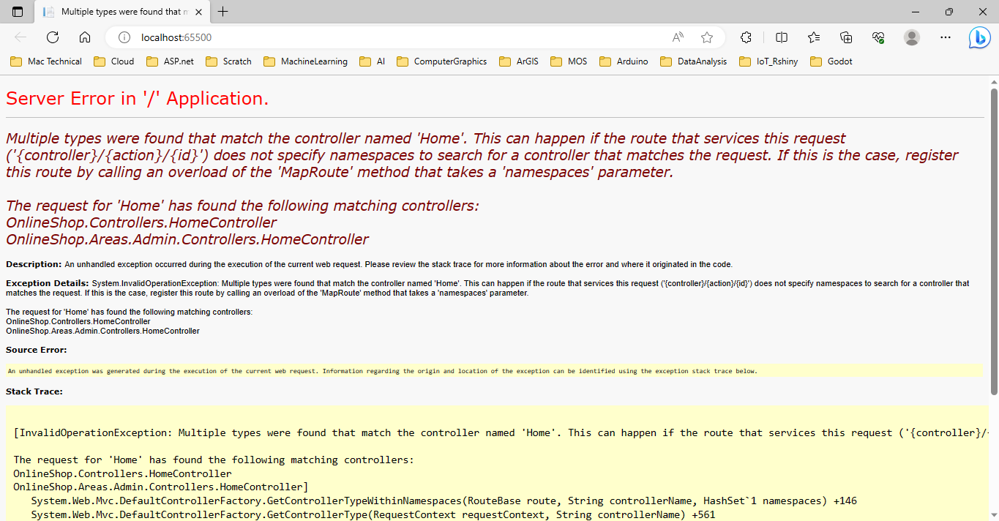 Multiple types were found that m
localhost:65500
Mac Technical Cloud ASP.net Scratch MachineLearning AI ComputerGraphics ArGIS MOS Arduino DataAnalysis IoT_Rshiny Godot
Server Error in '/' Application.
Multiple types were found that match the controller named 'Home'. This can happen if the route that services this request
('{controller}/{action}/{id}') does not specify namespaces to search for a controller that matches the request. If this is the case, register
this route by calling an overload of the 'MapRoute' method that takes a 'namespaces' parameter.
The request for 'Home' has found the following matching controllers:
OnlineShop.Controllers.HomeController
OnlineShop.Areas.Admin.Controllers.HomeController
Description: An unhandled exception occurred during the execution of the current web request. Please review the stack trace for more information about the error and where it originated in the code.
Exception Details: System.InvalidOperationException: Multiple types were found that match the controller named 'Home'. This can happen if the route that services this request ('{controller}/{action}/{id}') does not specify namespaces to search for a controller that
matches the request. If this is the case, register this route by calling an overload of the 'MapRoute' method that takes a 'namespaces' parameter.
The request for 'Home' has found the following matching controllers:
OnlineShop.Controllers.HomeController
OnlineShop.Areas.Admin.Controllers.HomeController
Source Error:
An unhandled exception was generated during the execution of the current web request. Information regarding the origin and location of the exception can be identified using the exception stack trace below.
Stack Trace:
[InvalidOperationException: Multiple types were found that match the controller named 'Home'. This can happen if the route that services this request ('{controller}/
The request for 'Home' has found the following matching controllers:
OnlineShop.Controllers.HomeController
OnlineShop.Areas.Admin.Controllers.HomeController]
System.Web.Mvc.DefaultControllerFactory.GetControllerTypeWithinNamespaces(RouteBase route, String controllerName, HashSet`1 namespaces) +146
System.Web.Mvc.DefaultControllerFactory.GetControllerType(RequestContext requestContext, String controllerName) +561